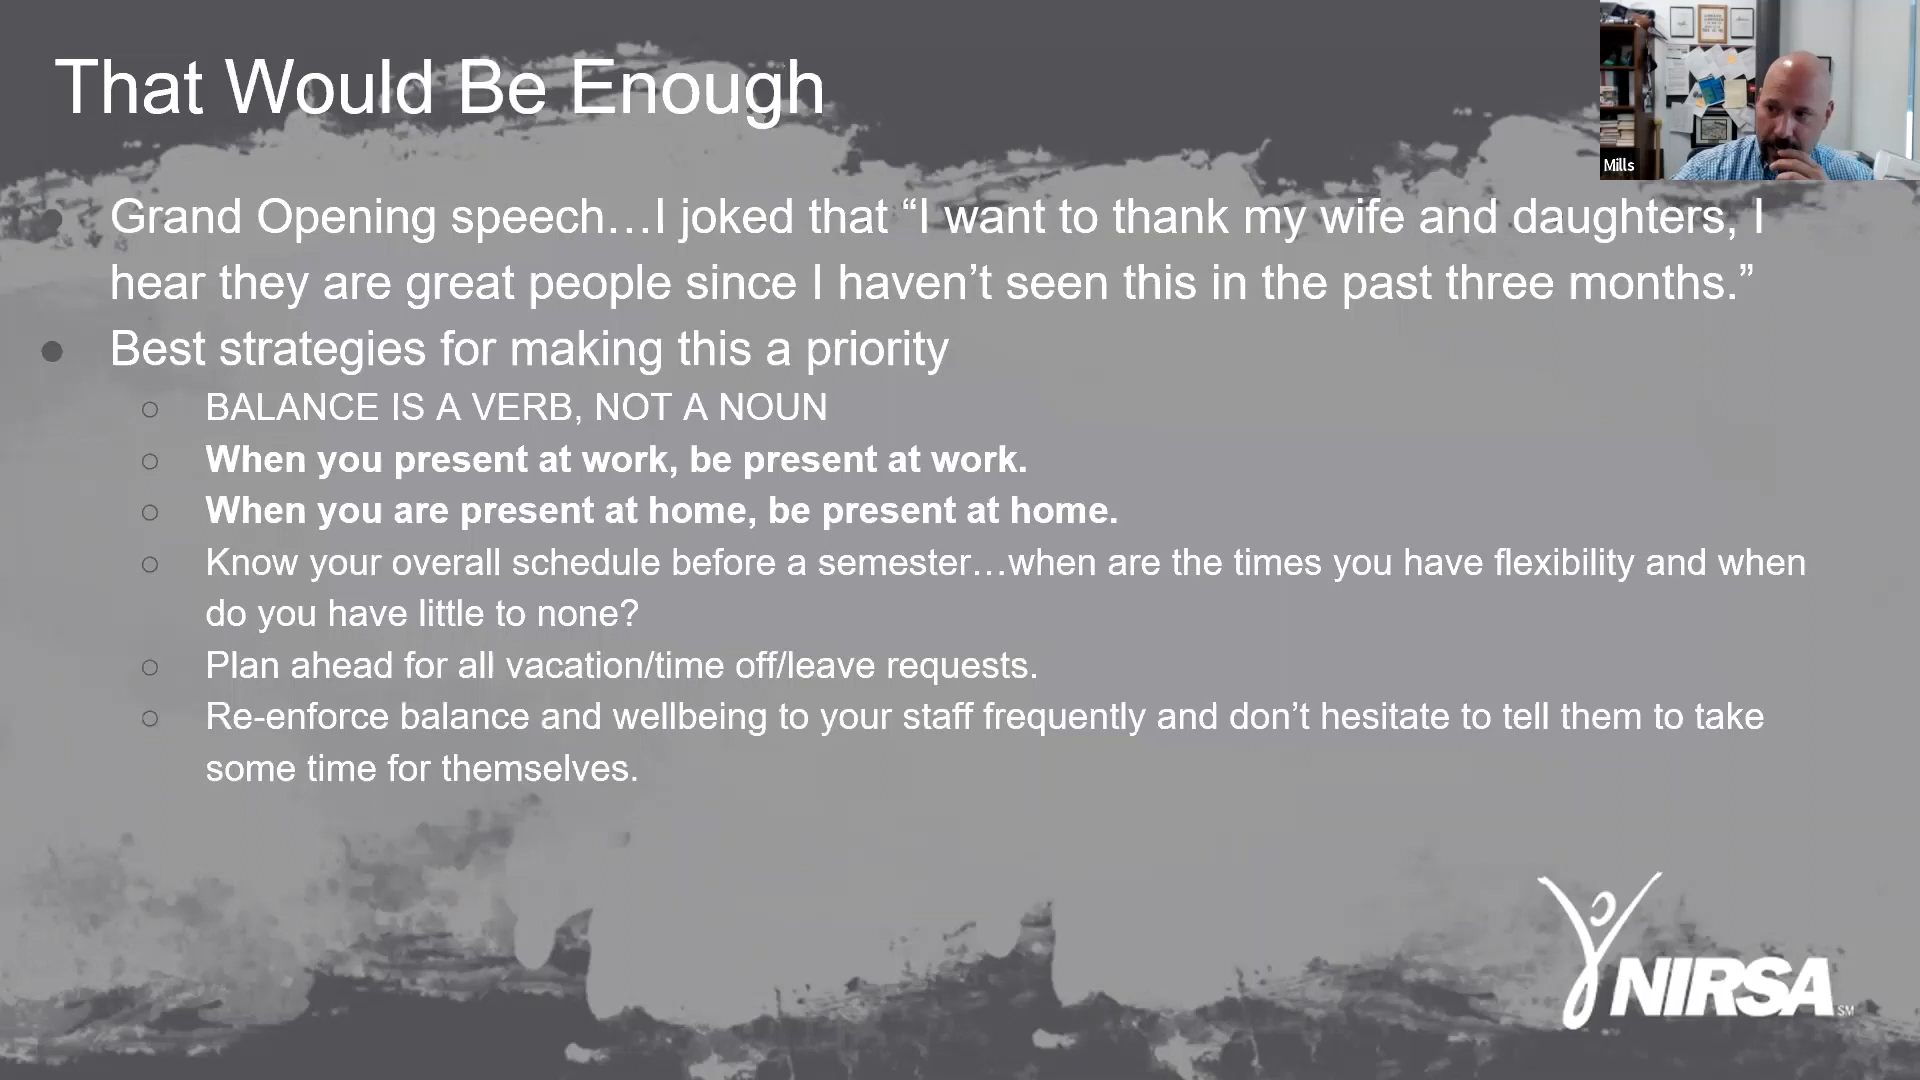 That Would Be Enough
Mills
Grand Opening speech…I joked that “I want to thank my wife and daughters, I
hear they are great people since I haven’t seen this in the past three months.”
Best strategies for making this a priority
BALANCE IS A VERB, NOT A NOUN
When you present at work, be present at work.
When you are present at home, be present at home.
Know your overall schedule before a semester…when are the times you have flexibility and when
do you have little to none?
Plan ahead for all vacation/time off/leave requests.
Re-enforce balance and wellbeing to your staff frequently and don’t hesitate to tell them to take
some time for themselves.
NIRSA SM